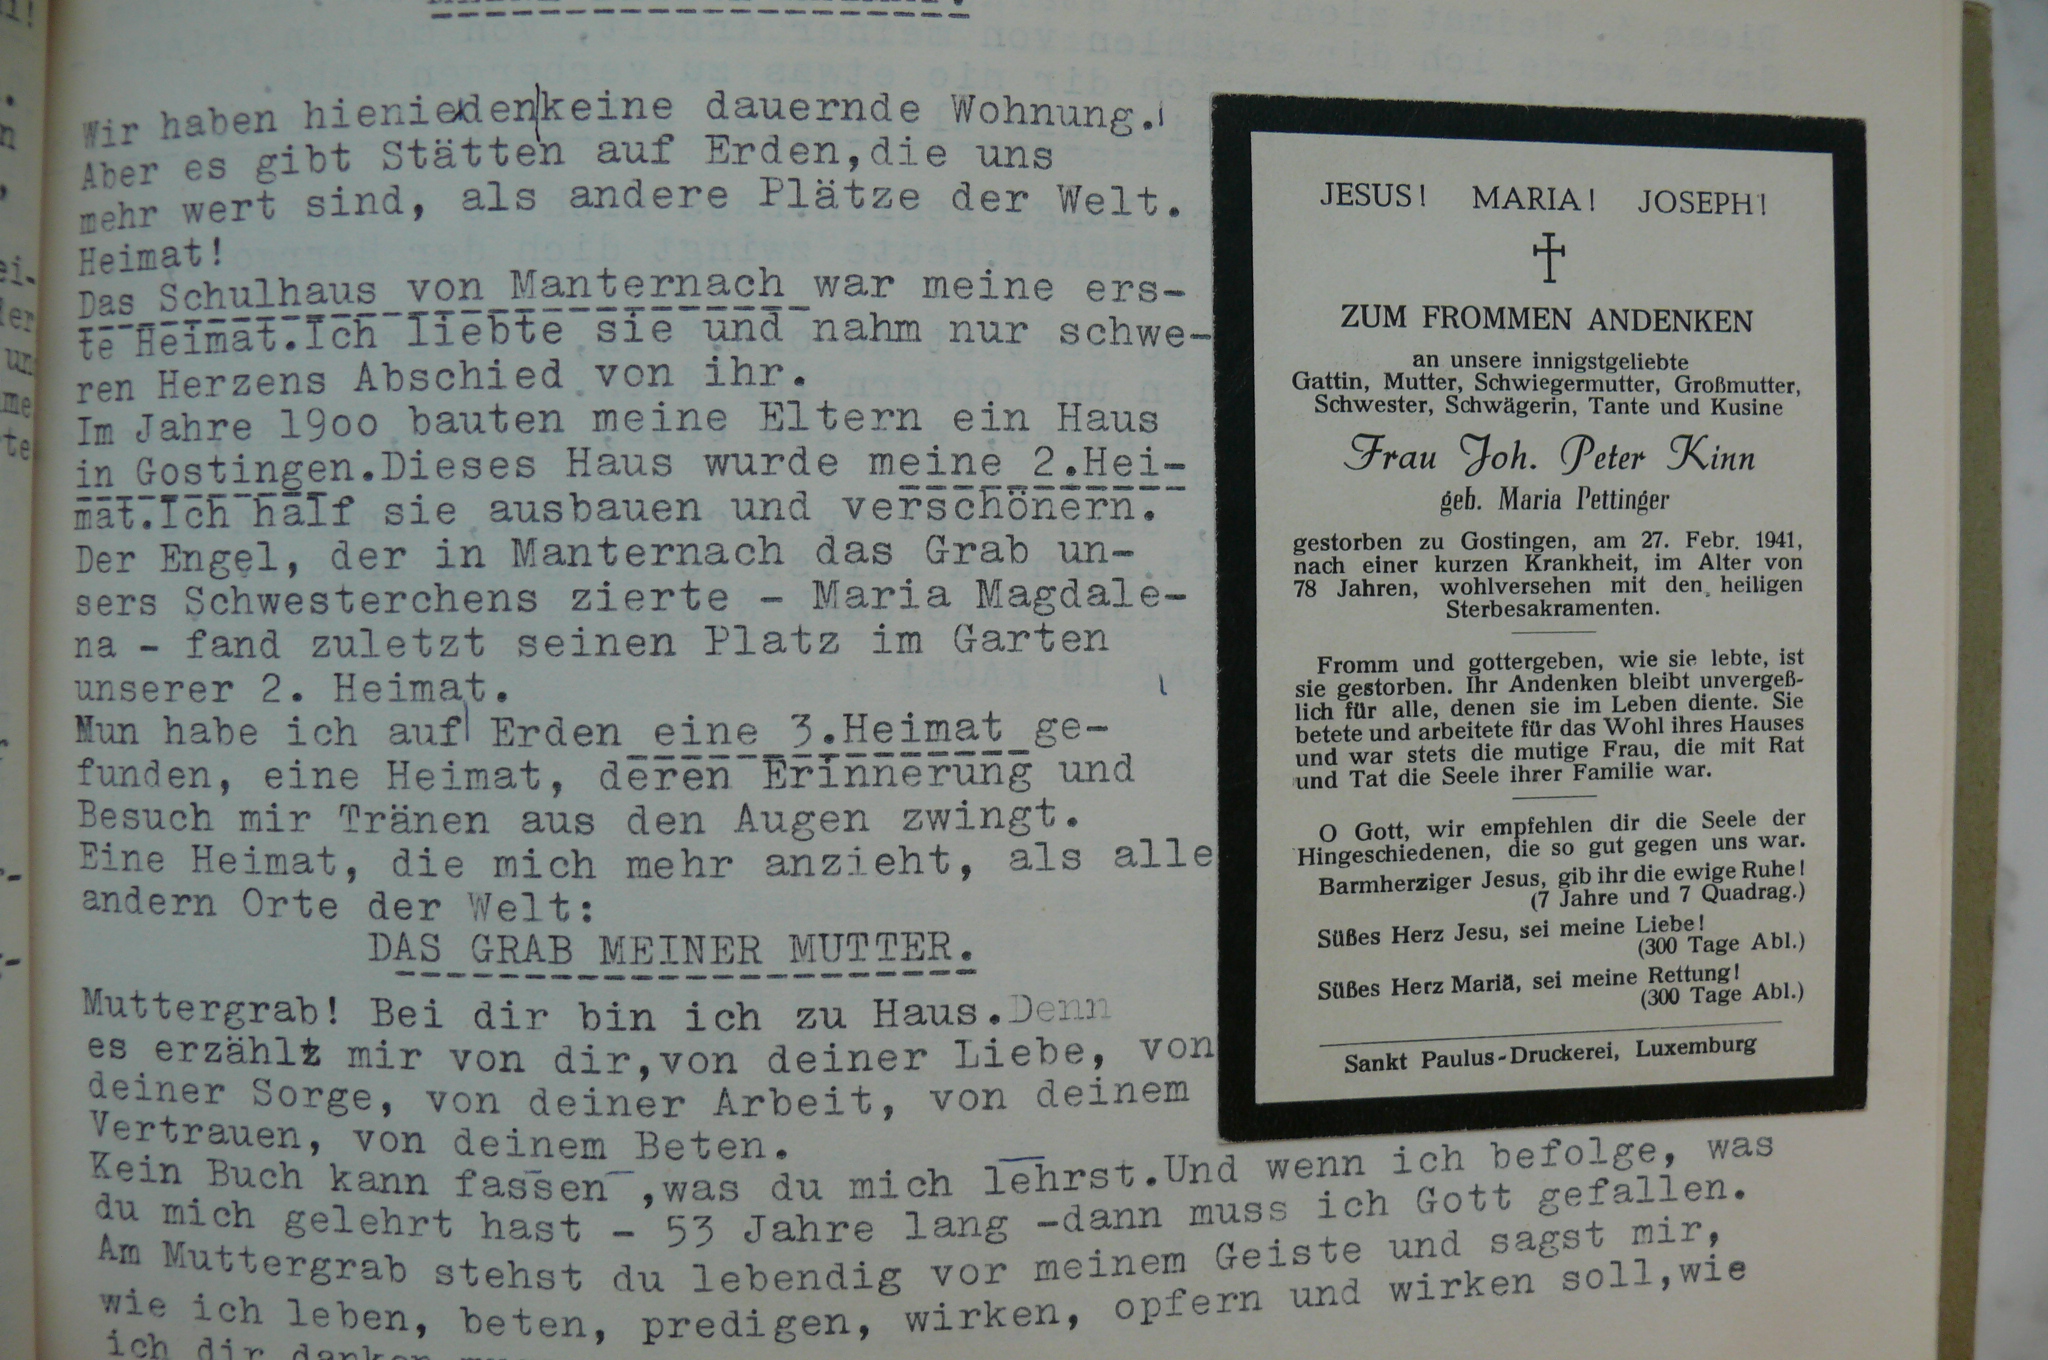 Wir haben hienieden keine dauernde Wohnung.
Aber es gibt Stätten auf Erden,die uns
mehr wert sind, als andere Plätze der Welt.
Heimat!
Das Schulhaus von Manternach war meine ers-
te Heimat.Ich liebte sie und nahm nur schwe-
ren Herzens Abschied von ihr.
Im Jahre 1900 bauten meine Eltern ein Haus
in Gostingen.Dieses Haus wurde meine 2.Hei-
mat.Ich half sie ausbauen und verschönern.
Der Engel, der in Manternach das Grab un-
sers Schwesterchens zierte - Maria Magdale-
na - fand zuletzt seinen Platz im Garten
unserer 2. Heimat.
Nun habe ich auf Erden eine 3.Heimat ge-
funden, eine Heimat, deren Erinnerung und
Besuch mir Tränen aus den Augen zwingt.
Eine Heimat, die mich mehr anzieht, als alle
andern Orte der Welt:
DAS GRAB MEINER MUTTER.
Muttergrab! Bei dir bin ich zu Haus.Denn
es erzählt mir von dir,von deiner Liebe, von
deiner Sorge, von deiner Arbeit, von deinem
Vertrauen, von deinem Beten.
Kein Buch kann fassen ,was du mich lehrst.Und wenn ich befolge, was
du mich gelehrt hast - 53 Jahre lang -dann muss ich Gott gefallen.
Am Muttergrab stehst du lebendig vor meinem Geiste und sagst mir,
wie ich leben, beten, predigen, wirken, opfern und wirken soll,wie
ich dir danken
JESUS! MARIA! JOSEPH!
ZUM FROMMEN ANDENKEN
an unsere innigstgeliebte
Gattin, Mutter, Schwiegermutter, Großmutter,
Schwester, Schwägerin, Tante und Kusine
Frau Joh. Peter Kinn
geb. Maria Pettinger
gestorben zu Gostingen, am 27. Febr. 1941,
nach einer kurzen Krankheit, im Alter von
78 Jahren, wohlversehen mit den heiligen
Sterbesakramenten.
Fromm und gottergeben, wie sie lebte, ist
sie gestorben. Ihr Andenken bleibt unvergeß-
lich für alle, denen sie im Leben diente. Sie
betete und arbeitete für das Wohl ihres Hauses
und war stets die mutige Frau, die mit Rat
und Tat die Seele ihrer Familie war.
O Gott, wir empfehlen dir die Seele der
Hingeschiedenen, die so gut gegen uns war.
Barmherziger Jesus, gib ihr die ewige Ruhe!
(7 Jahre und 7 Quadrag.)
Süßes Herz Jesu, sei meine Liebe!
(300 Tage Abl.)
Süßes Herz Mariä, sei meine Rettung!
(300 Tage Abl.)
Sankt Paulus-Druckerei, Luxemburg